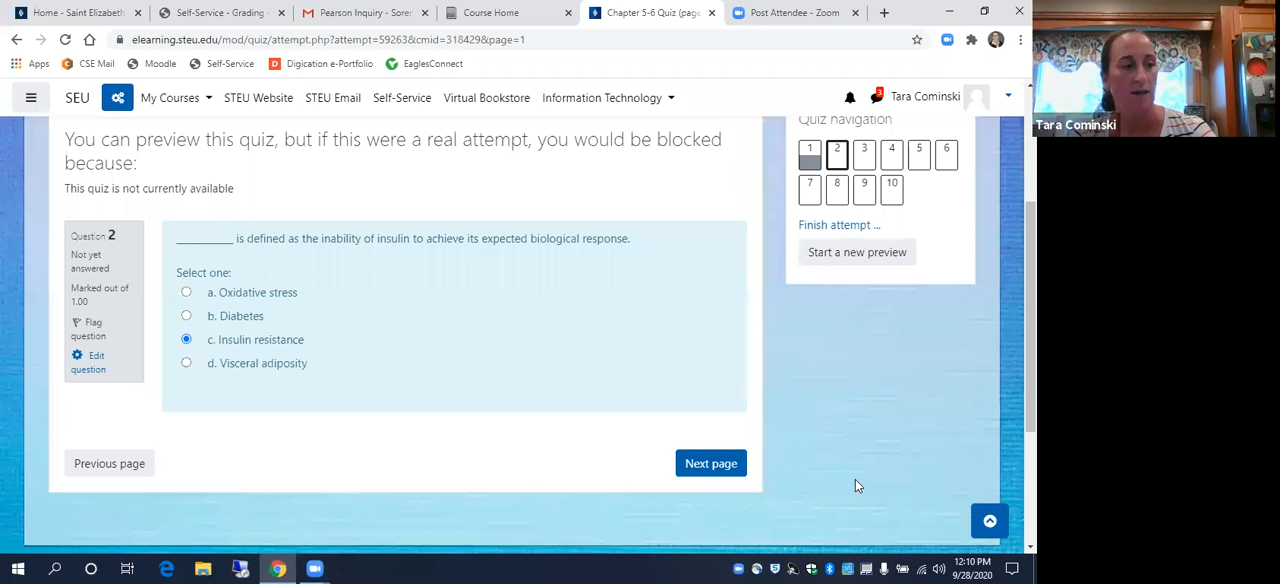 Home - Saint Elizabeth
Self-Service - Grading -
Pearson Inquiry - Sorer
Course Home
Chapter 5-6 Quiz (page
Post Attendee - Zoom
elearning.steu.edu/mod/quiz/attempt.php?attempt=59263&cmid=318429&page=1
Apps
CSE Mail
Moodle
Self-Service
Digication e-Portfolio
EaglesConnect
SEU
My Courses
STEU Website
STEU Email
Self-Service
Virtual Bookstore
Information Technology
3
Tara Cominski
Tara Cominski
You can preview this quiz, but if this were a real attempt, you would be blocked
because:
This quiz is not currently available
Quiz navigation
1 2 3 4 5 6
7 8 9 10
Finish attempt ...
Start a new preview
Question 2
Not yet
answered
Marked out of
1.00
Flag
question
Edit
question
__________ is defined as the inability of insulin to achieve its expected biological response.
Select one:
a. Oxidative stress
b. Diabetes
c. Insulin resistance
d. Visceral adiposity
Previous page
Next page
12:10 PM
9/28/2020